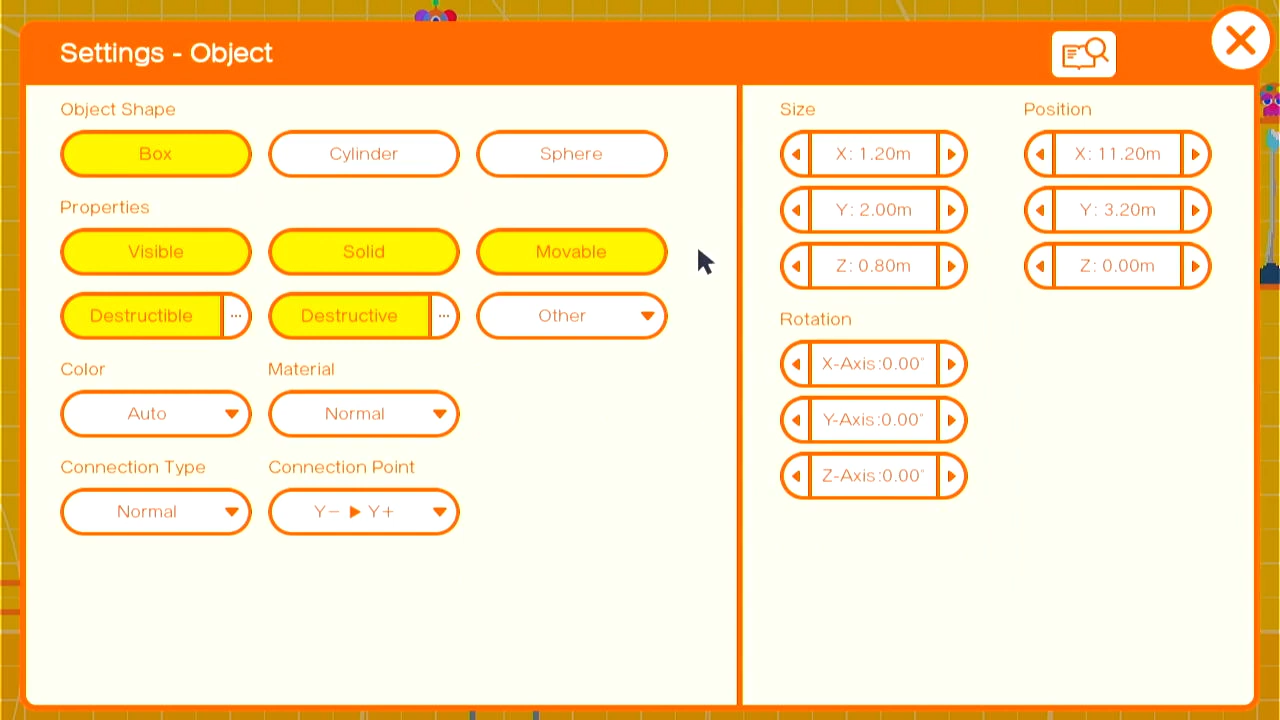 Settings - Object
Object Shape
Box Cylinder Sphere
Properties
Visible Solid Movable
Destructible ... Destructive ... Other
Color Material
Auto Normal
Connection Type Connection Point
Normal Y− ▶ Y+
Size Position
X: 1.20m X: 11.20m
Y: 2.00m Y: 3.20m
Z: 0.80m Z: 0.00m
Rotation
X-Axis:0.00°
Y-Axis:0.00°
Z-Axis:0.00°